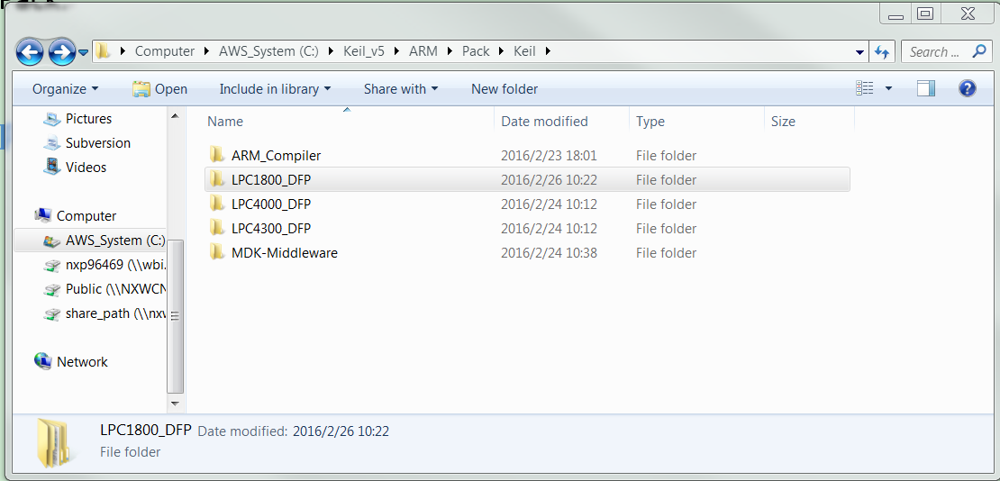 Computer AWS_System (C:) Keil_v5 ARM Pack Keil
Search ...
Organize Open Include in library Share with New folder
Pictures
Subversion
Videos
Computer
AWS_System (C:)
nxp96469 (\\wbi.
Public (\\NXWCN
share_path (\\nxw
Network
Name Date modified Type Size
ARM_Compiler 2016/2/23 18:01 File folder
LPC1800_DFP 2016/2/26 10:22 File folder
LPC4000_DFP 2016/2/24 10:12 File folder
LPC4300_DFP 2016/2/24 10:12 File folder
MDK-Middleware 2016/2/24 10:38 File folder
LPC1800_DFP Date modified: 2016/2/26 10:22
File folder